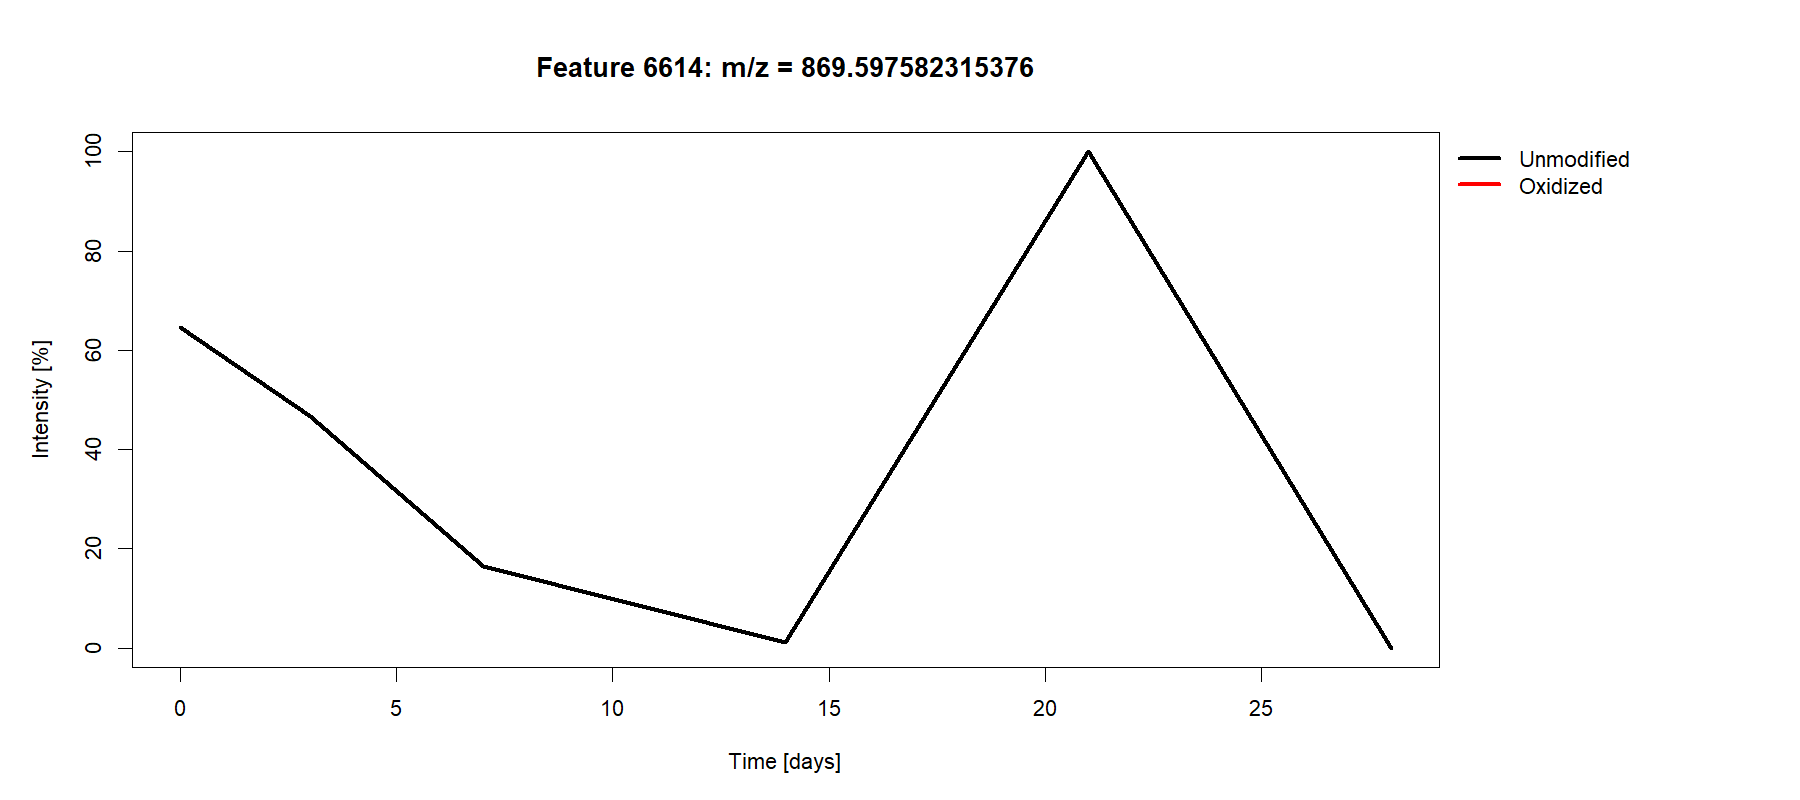 Feature 6614: m/z = 869.597582315376
Unmodified
Oxidized
Intensity [%]
100
80
60
40
20
0
0 5 10 15 20 25
Time [days]